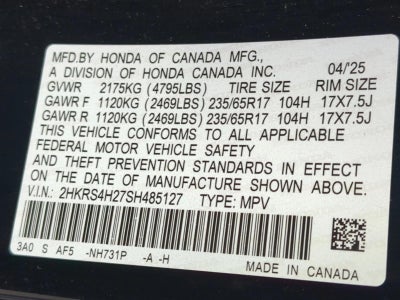 MFD.BY HONDA OF CANADA MFG., 04/'25
A DIVISION OF HONDA CANADA INC.
GVWR 2175KG (4795LBS) TIRE SIZE RIM SIZE
GAWR F 1120KG (2469LBS) 235/65R17 104H 17X7.5J
GAWR R 1120KG (2469LBS) 235/65R17 104H 17X7.5J
THIS VEHICLE CONFORMS TO ALL APPLICABLE
FEDERAL MOTOR VEHICLE SAFETY
AND THEFT PREVENTION STANDARDS IN EFFECT
ON THE DATE OF MANUFACTURE SHOWN ABOVE.
V.I.N.: 2HKRS4H27SH485127 TYPE: MPV
3A0 S AF5 -NH731P -A -H
MADE IN CANADA